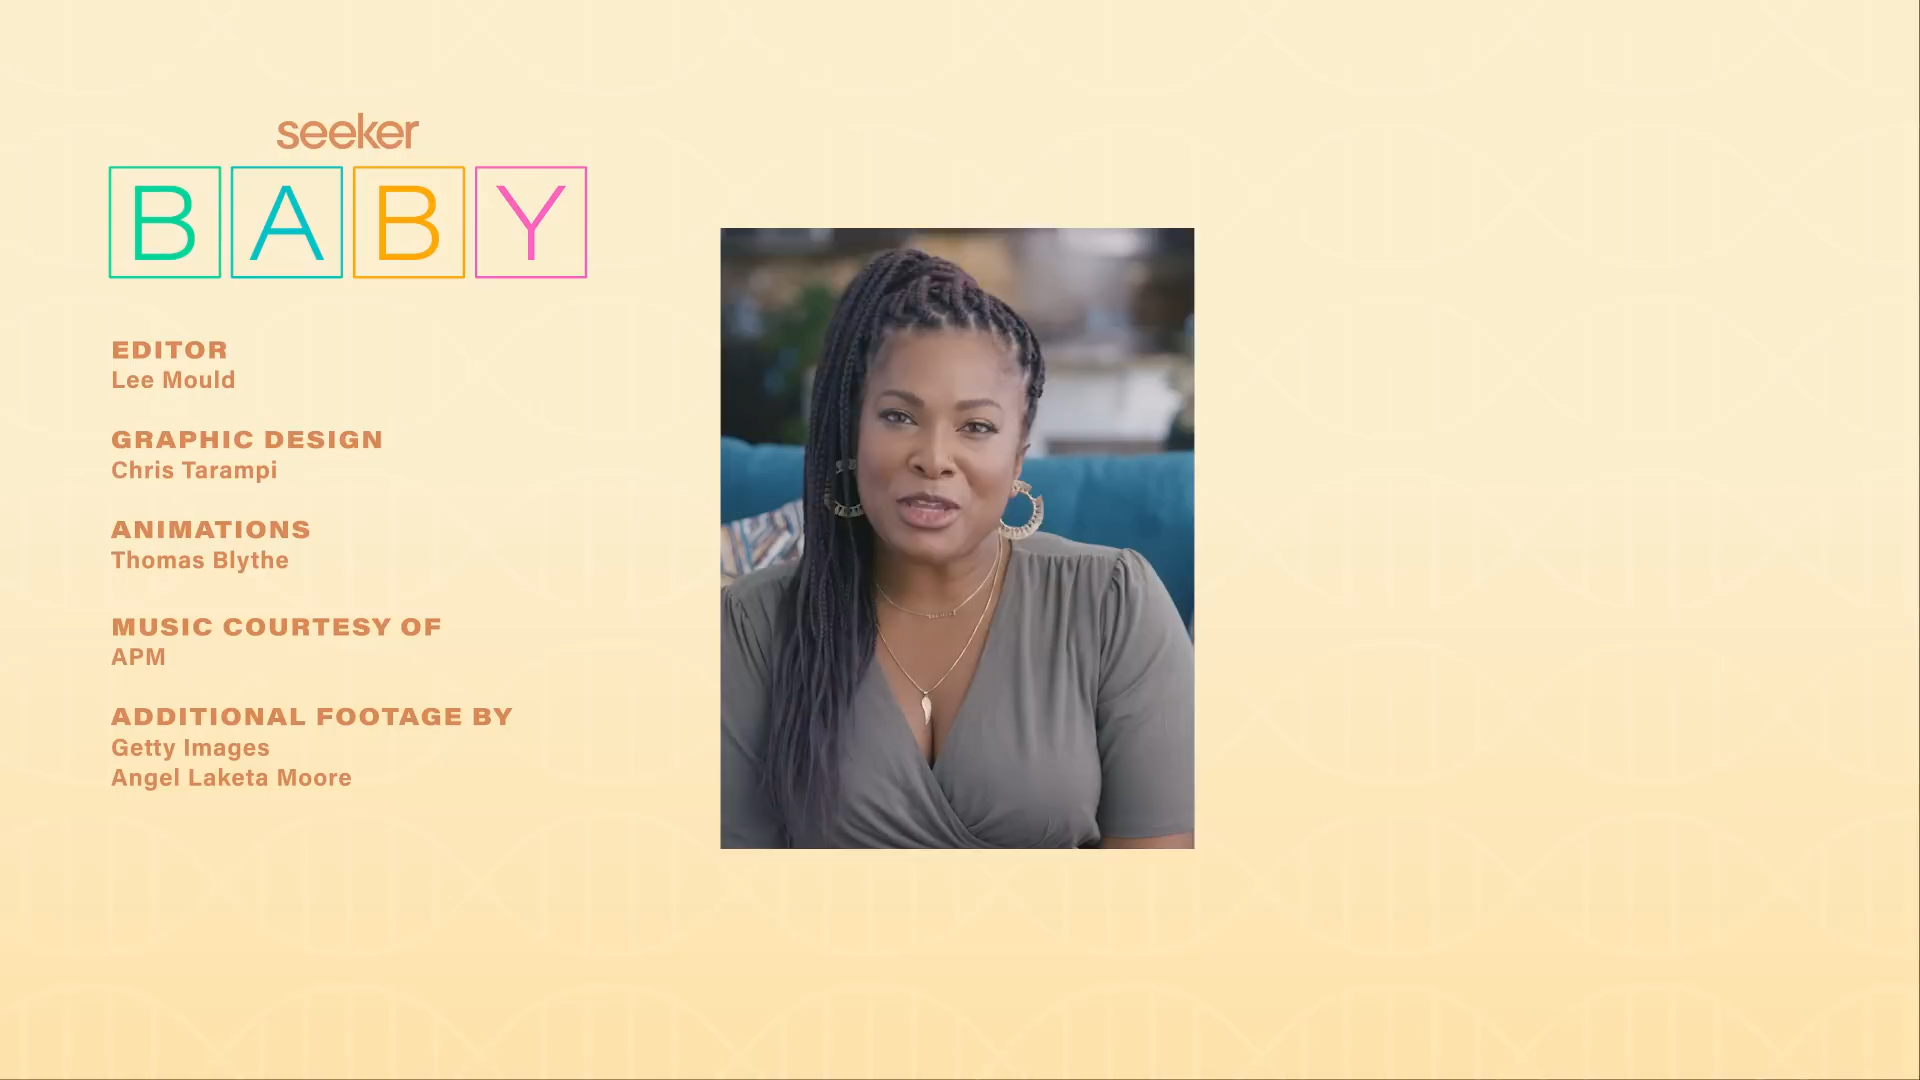 seeker
BABY
EDITOR
Lee Mould
GRAPHIC DESIGN
Chris Tarampi
ANIMATIONS
Thomas Blythe
MUSIC COURTESY OF
APM
ADDITIONAL FOOTAGE BY
Getty Images
Angel Laketa Moore